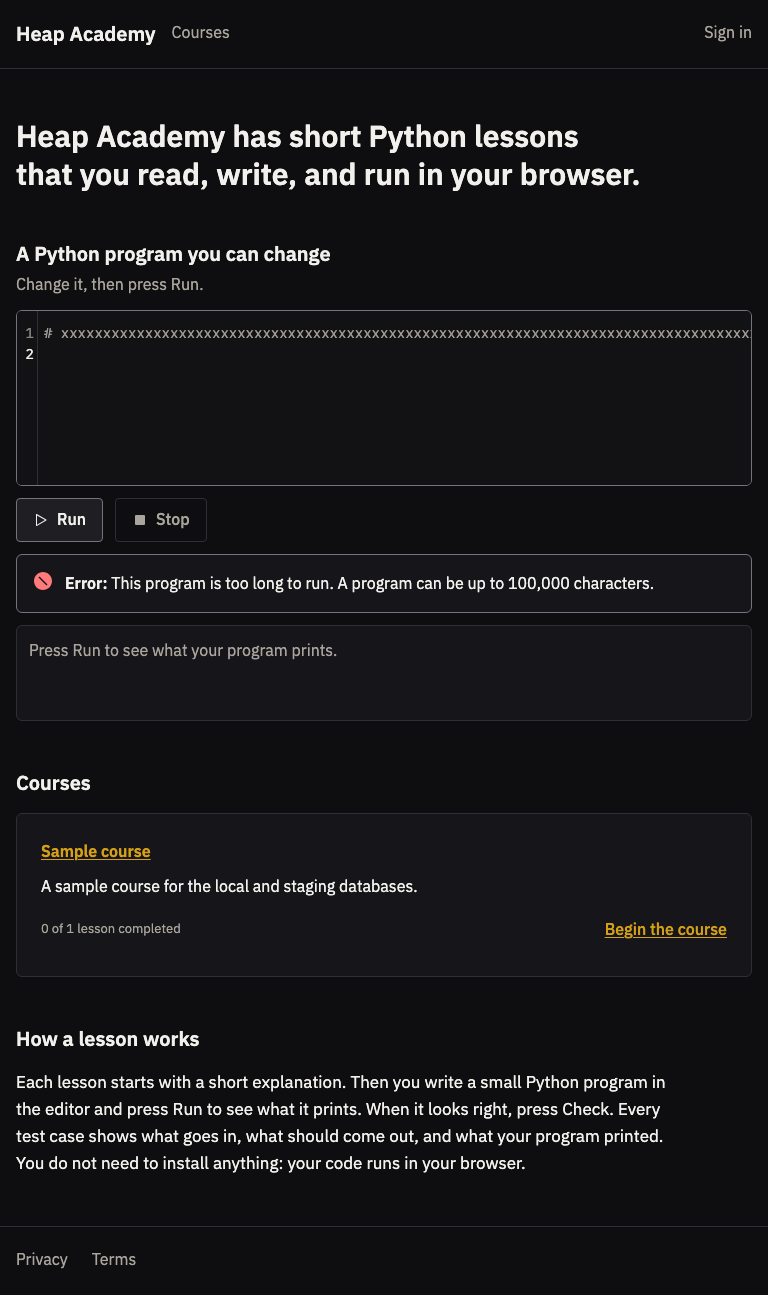 Heap Academy Courses Sign in
Heap Academy has short Python lessons
that you read, write, and run in your browser.
A Python program you can change
Change it, then press Run.
1 # xxxxxxxxxxxxxxxxxxxxxxxxxxxxxxxxxxxxxxxxxxxxxxxxxxxxxxxxxxxxxxxxxxxxxxxxxxxxxxxxxx
2
Run Stop
Error: This program is too long to run. A program can be up to 100,000 characters.
Press Run to see what your program prints.
Courses
Sample course
A sample course for the local and staging databases.
0 of 1 lesson completed Begin the course
How a lesson works
Each lesson starts with a short explanation. Then you write a small Python program in
the editor and press Run to see what it prints. When it looks right, press Check. Every
test case shows what goes in, what should come out, and what your program printed.
You do not need to install anything: your code runs in your browser.
Privacy Terms